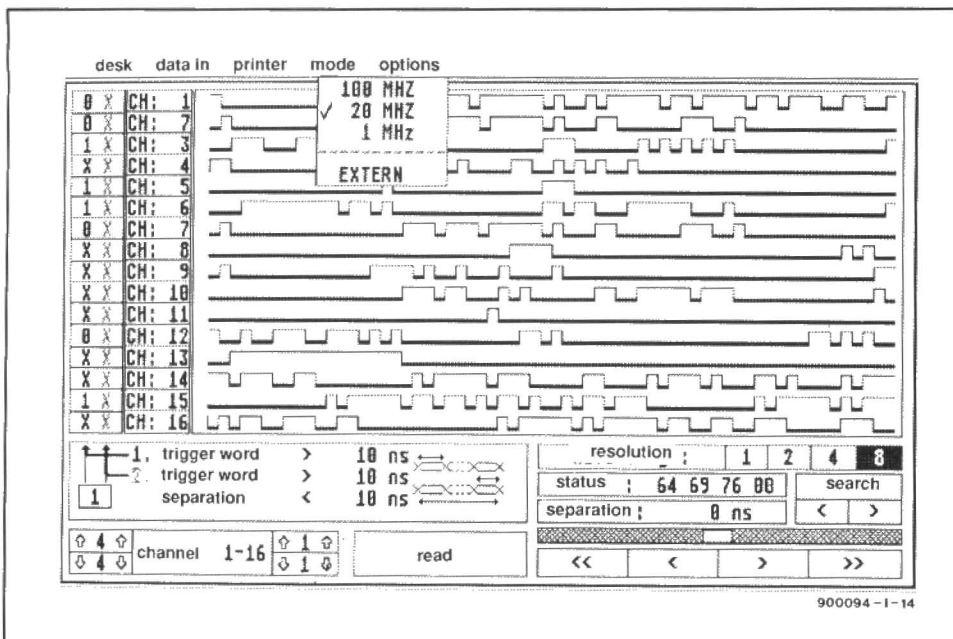 desk data in printer mode options
100 MHZ
✓ 20 MHZ
1 MHz
EXTERN
0 X CH: 1
0 X CH: 7
1 X CH: 3
X X CH: 4
1 X CH: 5
1 X CH: 6
0 X CH: 7
X X CH: 8
X X CH: 9
X X CH: 10
X X CH: 11
0 X CH: 12
X X CH: 13
X X CH: 14
1 X CH: 15
X X CH: 16
1. trigger word > 10 ns
2. trigger word > 10 ns
1 separation < 10 ns
resolution : 1 2 4 8
status : 64 69 76 00
search
separation : 0 ns
< >
⇧ 4 ⇧ channel 1-16 ⇧ 1 ⇧
⇩ 4 ⇩ ⇩ 1 ⇩
read
<< < > >>
900094-I-14